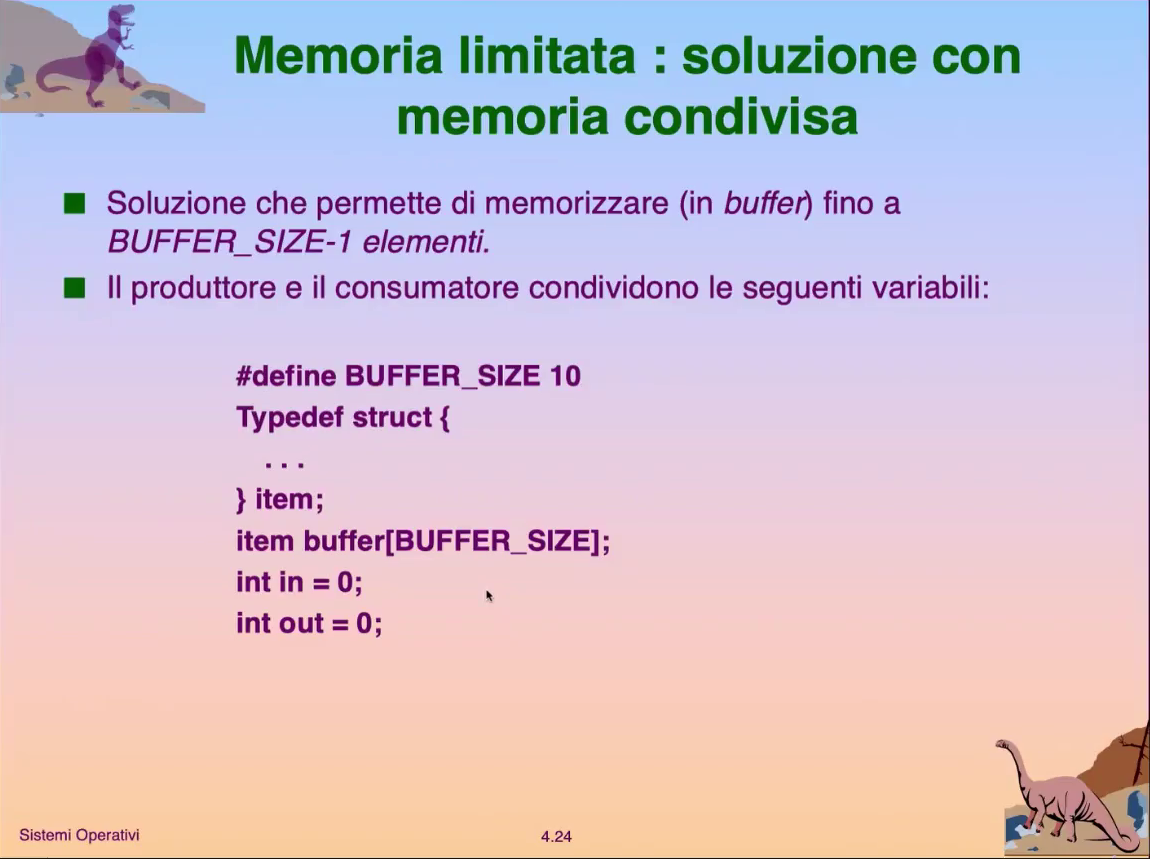 Memoria limitata : soluzione con
memoria condivisa
Soluzione che permette di memorizzare (in buffer) fino a
BUFFER_SIZE-1 elementi.
Il produttore e il consumatore condividono le seguenti variabili:
#define BUFFER_SIZE 10
Typedef struct {
. . .
} item;
item buffer[BUFFER_SIZE];
int in = 0;
int out = 0;
Sistemi Operativi
4.24